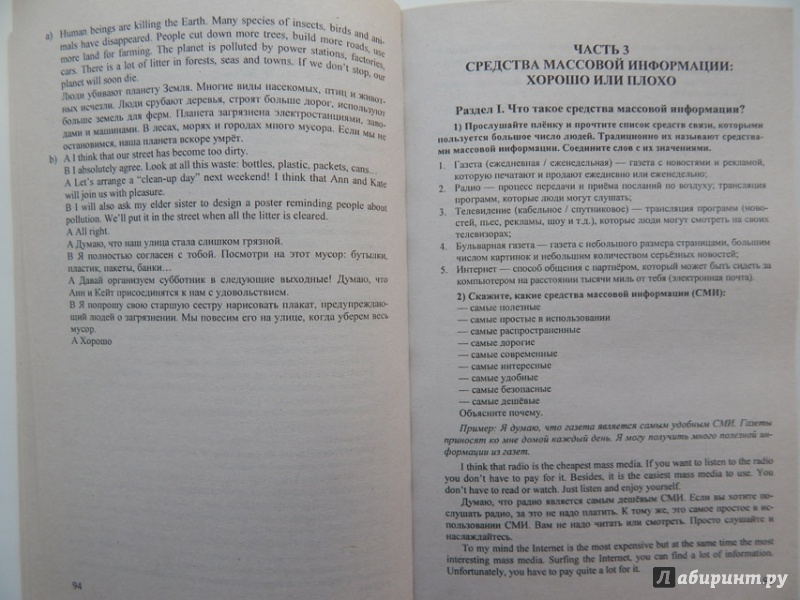 a) Human beings are killing the Earth. Many species of insects, birds and ani-
mals have disappeared. People cut down more trees, build more roads, use
more land for farming. The planet is polluted by power stations, factories,
cars. There is a lot of litter in forests, seas and towns. If we don't stop, our
planet will soon die.
Люди убивают планету Земля. Многие виды насекомых, птиц и живот-
ных исчезли. Люди срубают деревья, строят больше дорог, используют
больше земель для ферм. Планета загрязнена электростанциями, заво-
дами и машинами. В лесах, морях и городах много мусора. Если мы не
остановимся, наша планета вскоре умрёт.
b) A I think that our street has become too dirty.
B I absolutely agree. Look at all this waste: bottles, plastic, packets, cans...
A Let's arrange a “clean-up day” next weekend! I think that Ann and Kate
will join us with pleasure.
B I will also ask my elder sister to design a poster reminding people about
pollution. We'll put it in the street when all the litter is cleared.
A All right.
А Думаю, что наш улица стала слишком грязной.
В Я полностью согласен с тобой. Посмотри на этот мусор: бутылки,
пластик, пакеты, банки...
А Давай организуем субботник в следующие выходные! Думаю, что
Анн и Кейт присоединятся к нам с удовольствием.
В Я попрошу свою старшую сестру нарисовать плакат, предупреждаю-
щий людей о загрязнении. Мы повесим его на улице, когда уберем весь
мусор.
А Хорошо
94
ЧАСТЬ 3
СРЕДСТВА МАССОВОЙ ИНФОРМАЦИИ:
ХОРОШО ИЛИ ПЛОХО
Раздел I. Что такое средства массовой информации?
1) Прослушайте плёнку и прочтите список средств связи, которыми
пользуется большое число людей. Традиционно их называют средства-
ми массовой информации. Соедините слов с их значениями.
1. Газета (ежедневная / еженедельная) — газета с новостями и рекламой,
которую печатают и продают ежедневно или еженедельно;
2. Радио — процесс передачи и приёма посланий по воздуху; трансляция
программ, которые люди могут слушать;
3. Телевидение (кабельное / спутниковое) — трансляция программ (ново-
стей, пьес, рекламы, шоу и т.д.), которые люди могут смотреть на своих
телевизорах;
4. Бульварная газета — газета с небольшого размера страницами, большим
числом картинок и небольшим количеством серьёзных новостей;
5. Интернет — способ общения с партнёром, который может быть сидеть за
компьютером на расстоянии тысячи миль от тебя (электронная почта).
2) Скажите, какие средства массовой информации (СМИ):
— самые полезные
— самые простые в использовании
— самые распространенные
— самые дорогие
— самые современные
— самые интересные
— самые удобные
— самые безопасные
— самые дешёвые
Объясните почему.
Пример: Я думаю, что газета является самым удобным СМИ. Газеты
приносят ко мне домой каждый день. Я могу получить много полезной ин-
формации из газет.
I think that radio is the cheapest mass media. If you want to listen to the radio
you don't have to pay for it. Besides, it is the easiest mass media to use. You
don't have to read or watch. Just listen and enjoy yourself.
Думаю, что радио является самым дешёвым СМИ. Если вы хотите по-
слушать радио, за это не надо платить. К тому же, это самое простое в ис-
пользовании СМИ. Вам не надо читать или смотреть. Просто слушайте и
наслаждайтесь.
To my mind the Internet is the most expensive but at the same time the most
interesting mass media. Surfing the Internet, you can find a lot of information.
Unfortunately, you have to pay quite a lot for it.
Лабиринт.ру